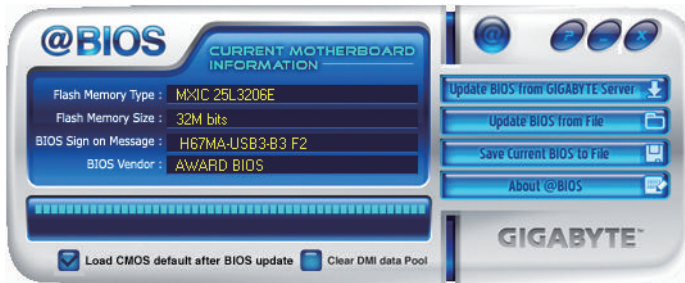 @BIOS
CURRENT MOTHERBOARD
INFORMATION
Flash Memory Type : MXIC 25L3206E
Flash Memory Size : 32M bits
BIOS Sign on Message : H67MA-USB3-B3 F2
BIOS Vendor : AWARD BIOS
Load CMOS default after BIOS update
Clear DMI data Pool
@
? – X
Update BIOS from GIGABYTE Server
Update BIOS from File
Save Current BIOS to File
About @BIOS
GIGABYTE™